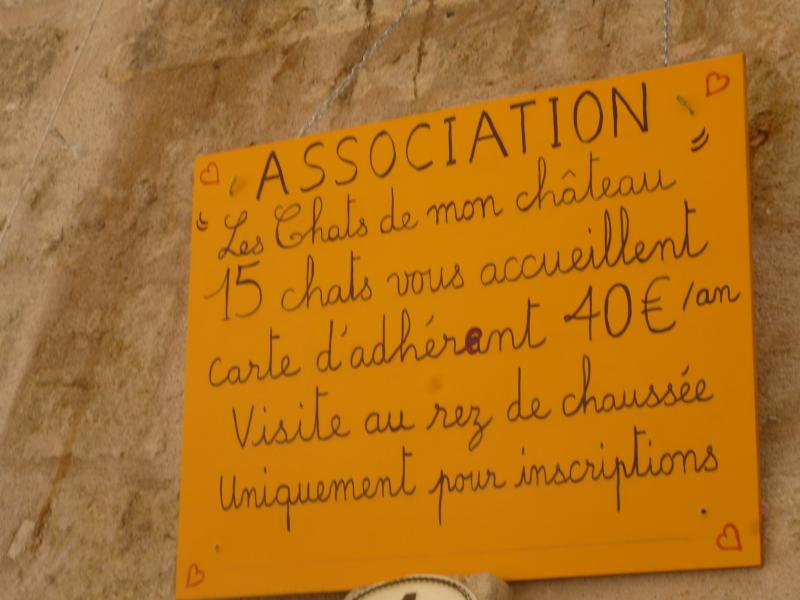 ASSOCIATION
"Les Chats de mon château"
15 chats vous accueillent
carte d'adhérent 40€/an
Visite au rez de chaussée
Uniquement pour inscriptions